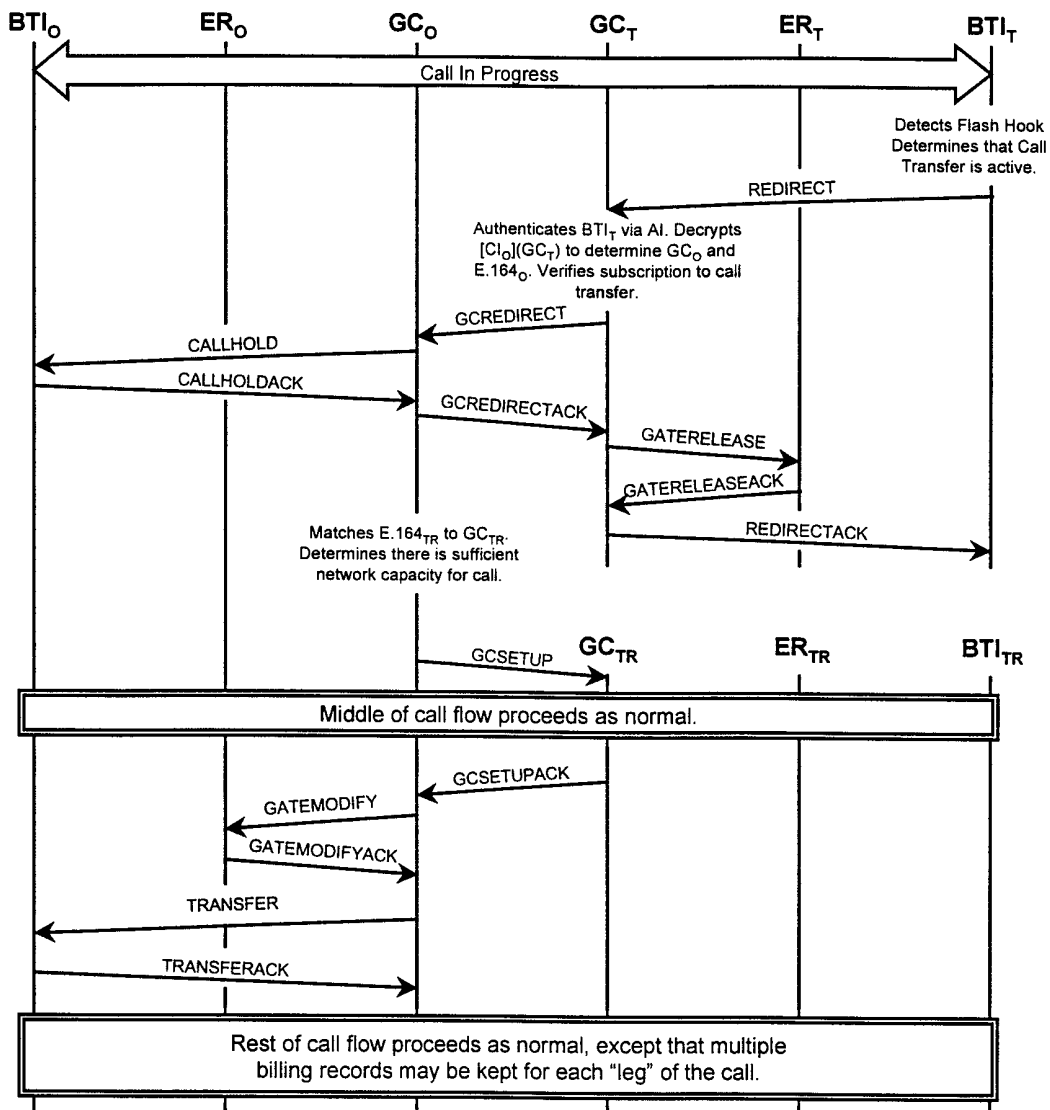 BTI_O ER_O GC_O GC_T ER_T BTI_T
Call In Progress
Detects Flash Hook
Determines that Call
Transfer is active.
REDIRECT
Authenticates BTI_T via AI. Decrypts
[CI_O](GC_T) to determine GC_O and
E.164_O. Verifies subscription to call
transfer.
GCREDIRECT
CALLHOLD
CALLHOLDACK
GCREDIRECTACK
GATERELEASE
GATERELEASEACK
REDIRECTACK
Matches E.164_TR to GC_TR.
Determines there is sufficient
network capacity for call.
GC_TR ER_TR BTI_TR
GCSETUP
Middle of call flow proceeds as normal.
GCSETUPACK
GATEMODIFY
GATEMODIFYACK
TRANSFER
TRANSFERACK
Rest of call flow proceeds as normal, except that multiple
billing records may be kept for each “leg” of the call.